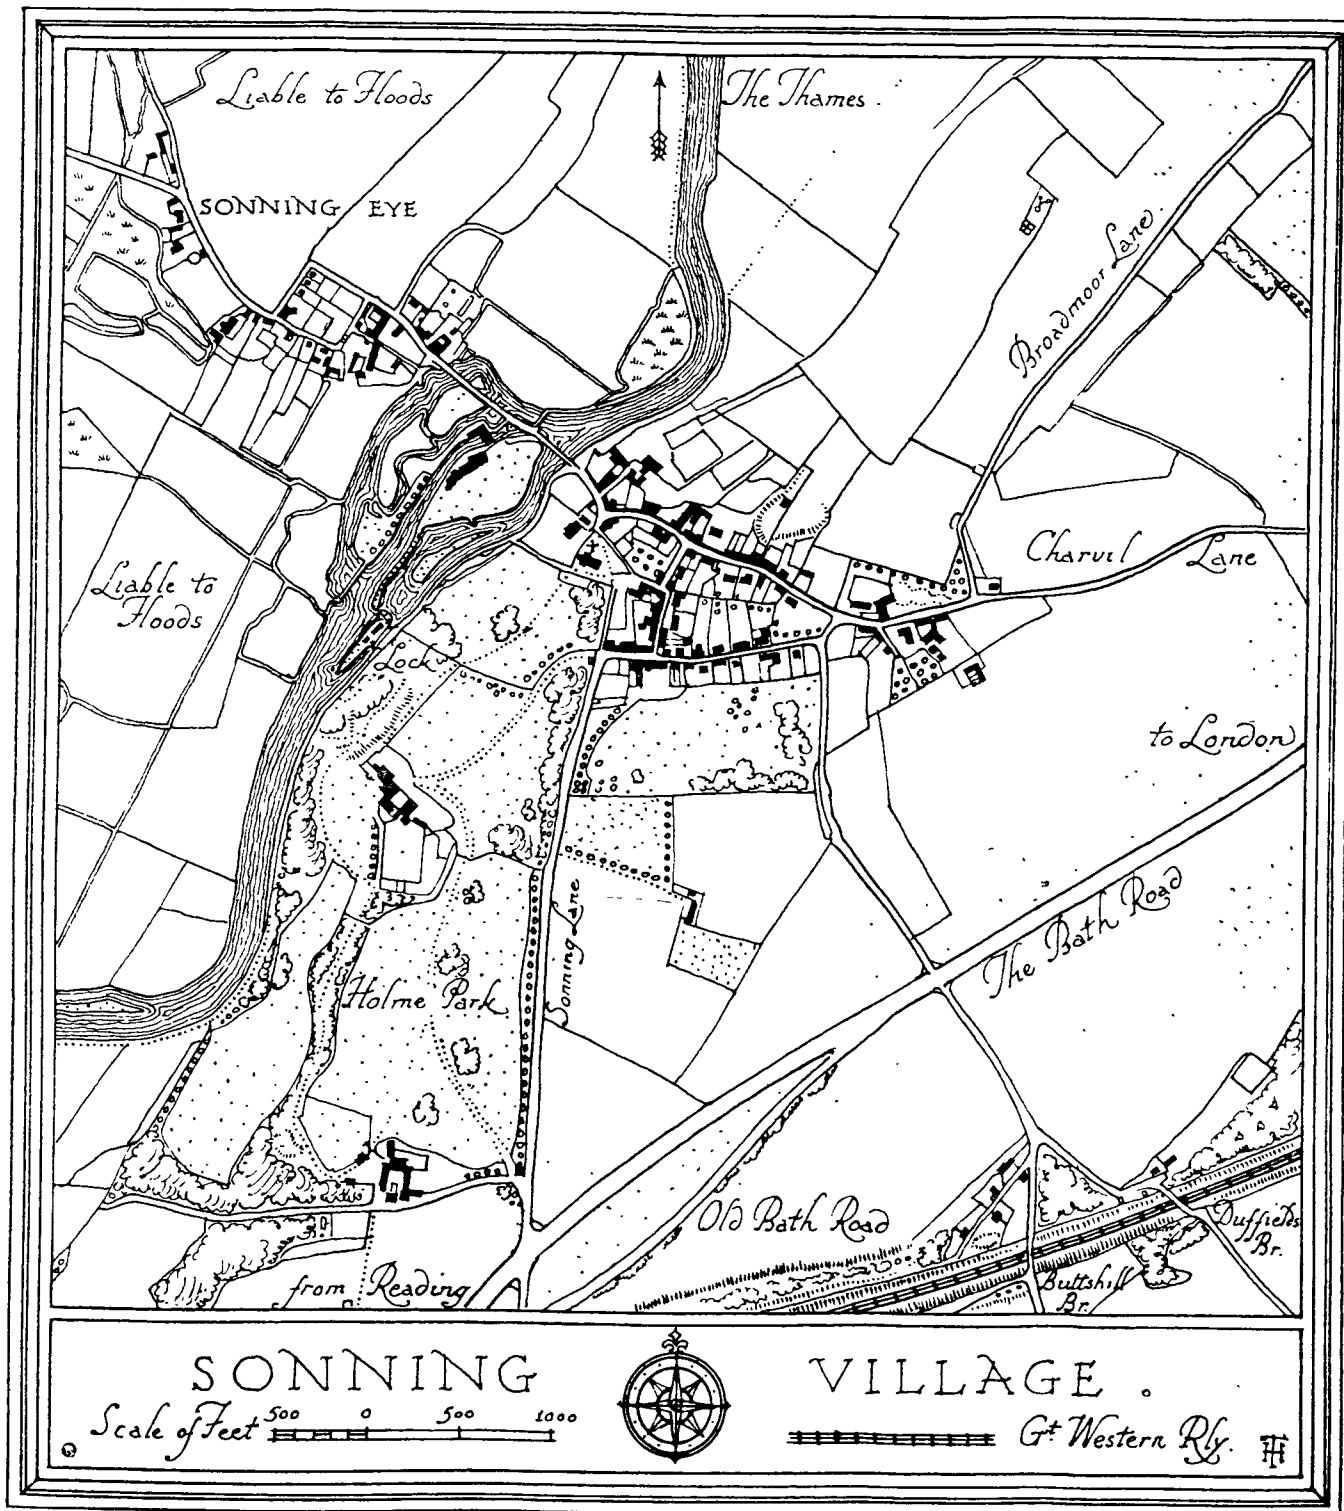 Liable to Floods
The Thames.
SONNING EYE
Broadmoor Lane.
Charvil Lane
Liable to
Floods
Lock
to London
The Bath Road
Sonning Lane
Holme Park
Old Bath Road
Duffields
Br.
from Reading
Buttshill
Br.
SONNING VILLAGE.
Scale of Feet 500 0 500 1000
Gt Western Rly.